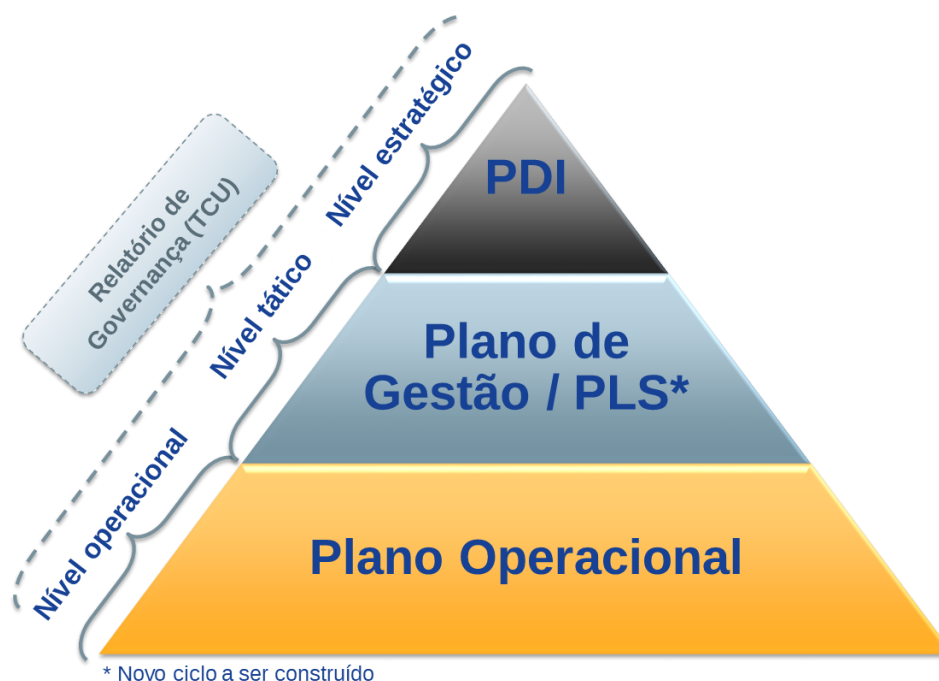 Relatório de
Governança (TCU)
Nível estratégico
Nível tático
Nível operacional
PDI
Plano de
Gestão / PLS*
Plano Operacional
* Novo ciclo a ser construído